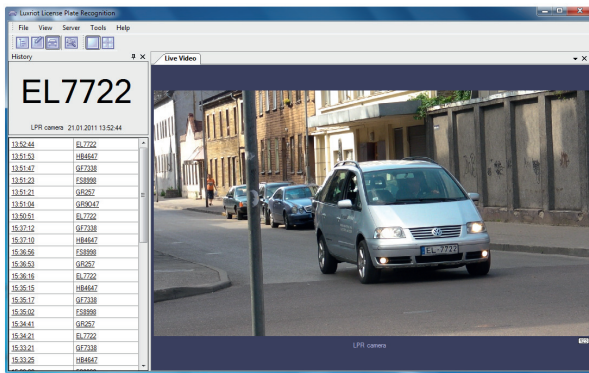 Luxriot License Plate Recognition
File View Server Tools Help
History
Live Video
EL7722
LPR camera 21.01.2011 13:52:44
13:52:44 EL7722
13:51:53 HB4647
13:51:47 GF7338
13:51:23 FS8998
13:51:21 GR257
13:51:04 GR9O47
13:50:51 EL7722
15:37:12 GF7338
15:37:10 HB4647
15:36:56 FS8998
15:36:53 GR257
15:36:16 EL7722
15:35:15 HB4647
15:35:17 GF7338
15:35:02 FS8998
15:34:41 GR257
15:34:21 EL7722
15:33:21 GF7338
15:33:25 HB4647
EL-7722
LPR camera